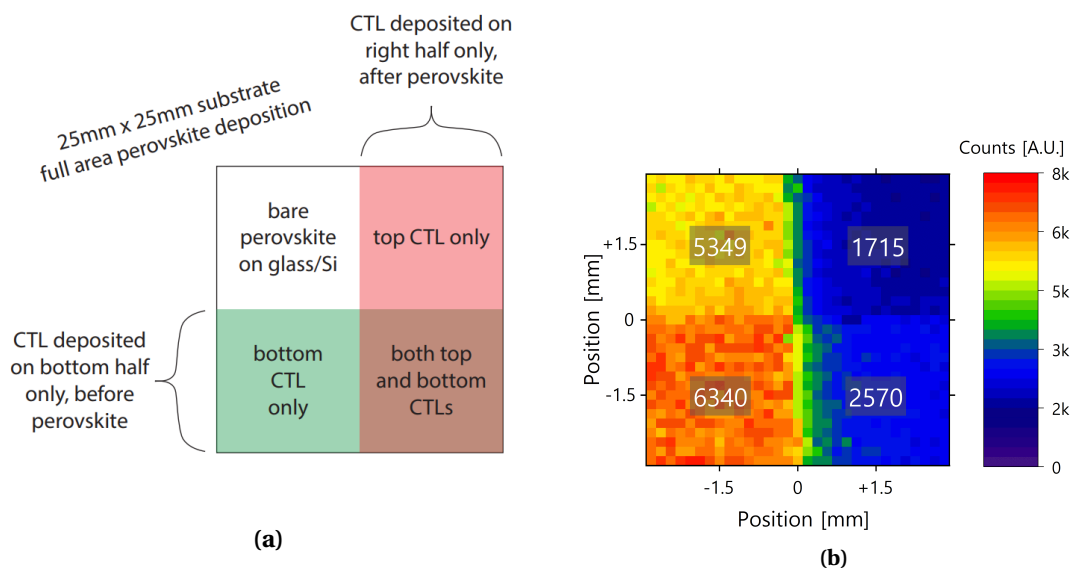 CTL deposited on
right half only,
after perovskite
25mm x 25mm substrate
full area perovskite deposition
bare
perovskite
on glass/Si
top CTL only
CTL deposited
on bottom half
only, before
perovskite
bottom
CTL
only
both top
and bottom
CTLs
(a)
Counts [A.U.]
8k
6k
5k
3k
2k
0
5349
1715
6340
2570
+1.5
0
-1.5
Position [mm]
-1.5
0
+1.5
Position [mm]
(b)